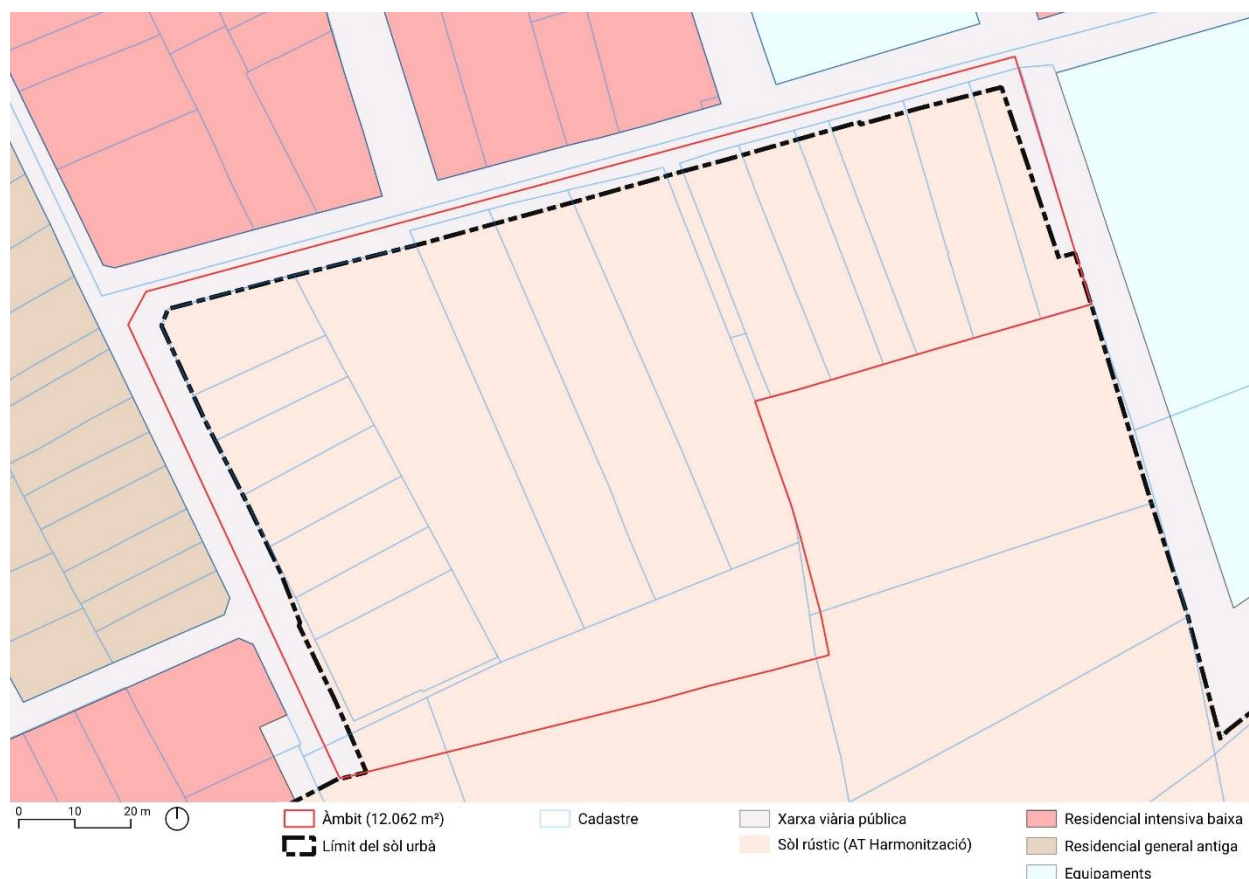 0 10 20 m
Àmbit (12.062 m²)
Límit del sòl urbà
Cadastre
Xarxa viària pública
Sòl rústic (AT Harmonització)
Residencial intensiva baixa
Residencial general antiga
Equipaments